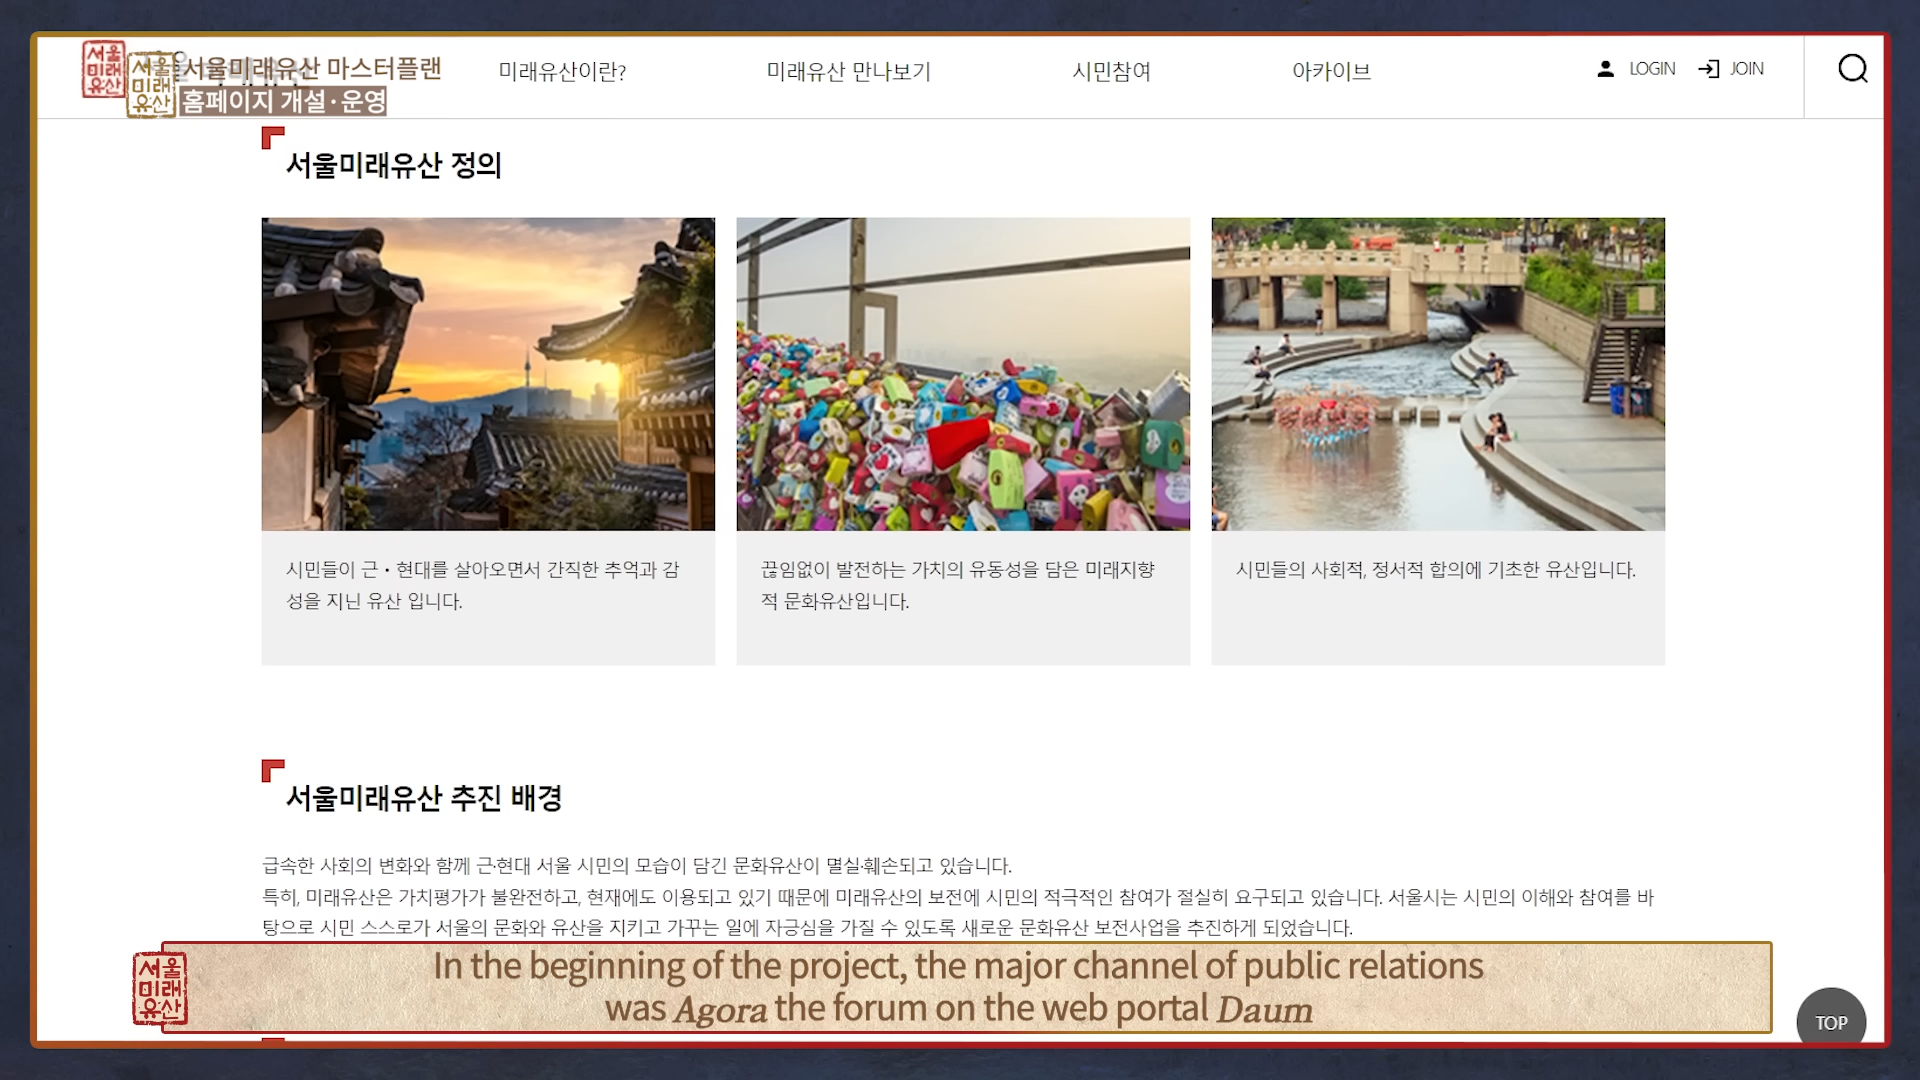 서울
미래
유산
서울
미래
유산
서울미래유산 마스터플랜
홈페이지 개설·운영
미래유산이란?
미래유산 만나보기
시민참여
아카이브
LOGIN
JOIN
서울미래유산 정의
시민들이 근·현대를 살아오면서 간직한 추억과 감
성을 지닌 유산 입니다.
끊임없이 발전하는 가치의 유동성을 담은 미래지향
적 문화유산입니다.
시민들의 사회적, 정서적 합의에 기초한 유산입니다.
서울미래유산 추진 배경
급속한 사회의 변화와 함께 근·현대 서울 시민의 모습이 담긴 문화유산이 멸실·훼손되고 있습니다.
특히, 미래유산은 가치평가가 불완전하고, 현재에도 이용되고 있기 때문에 미래유산의 보전에 시민의 적극적인 참여가 절실히 요구되고 있습니다. 서울시는 시민의 이해와 참여를 바
탕으로 시민 스스로가 서울의 문화와 유산을 지키고 가꾸는 일에 자긍심을 가질 수 있도록 새로운 문화유산 보전사업을 추진하게 되었습니다.
서울
미래
유산
In the beginning of the project, the major channel of public relations
was Agora the forum on the web portal Daum
TOP